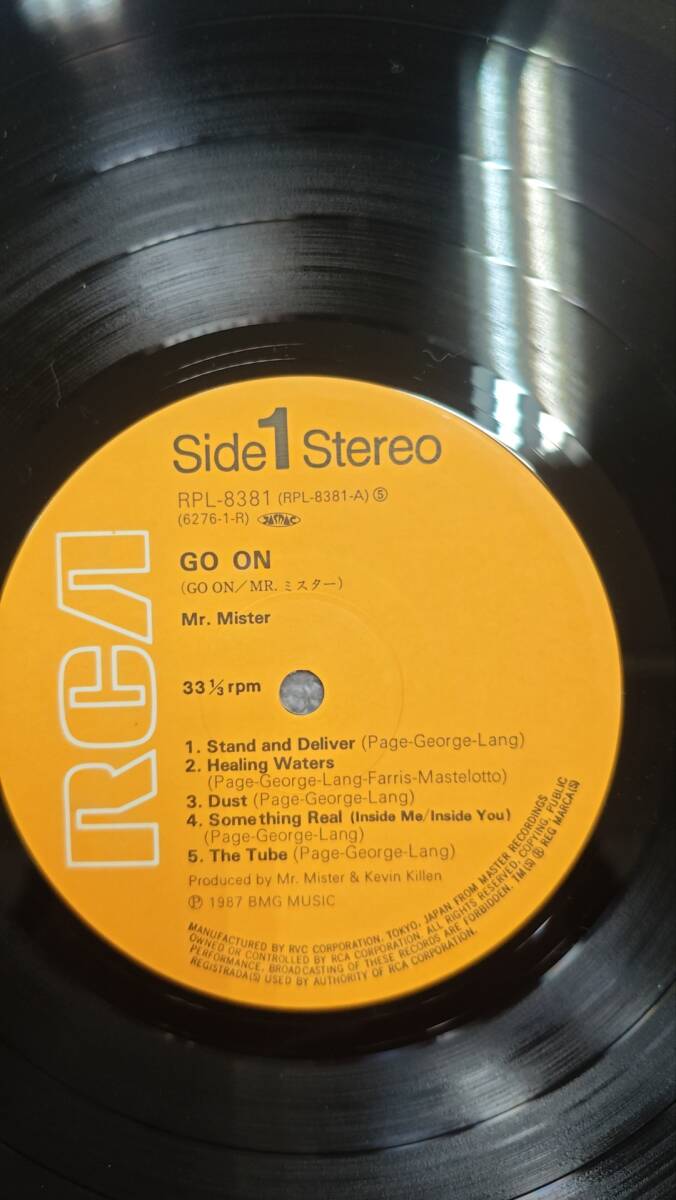 RCA
Side 1 Stereo
RPL-8381 (RPL-8381-A) ⑤
(6276-1-R) JASRAC
GO ON
(GO ON/MR. ミスター)
Mr. Mister
33 1/3 rpm
1. Stand and Deliver (Page-George-Lang)
2. Healing Waters
(Page-George-Lang-Farris-Mastelotto)
3. Dust (Page-George-Lang)
4. Something Real (Inside Me/Inside You)
(Page-George-Lang)
5. The Tube (Page-George-Lang)
Produced by Mr. Mister & Kevin Killen
Ⓟ 1987 BMG MUSIC
MANUFACTURED BY RVC CORPORATION, TOKYO, JAPAN FROM MASTER RECORDINGS
OWNED OR CONTROLLED BY RCA CORPORATION. ALL RIGHTS RESERVED, COPYING, PUBLIC
PERFORMANCE, BROADCASTING OF THESE RECORDS ARE FORBIDDEN. TM(S) ® REG MARCA(S)
REGISTRADA(S) USED BY AUTHORITY OF RCA CORPORATION.